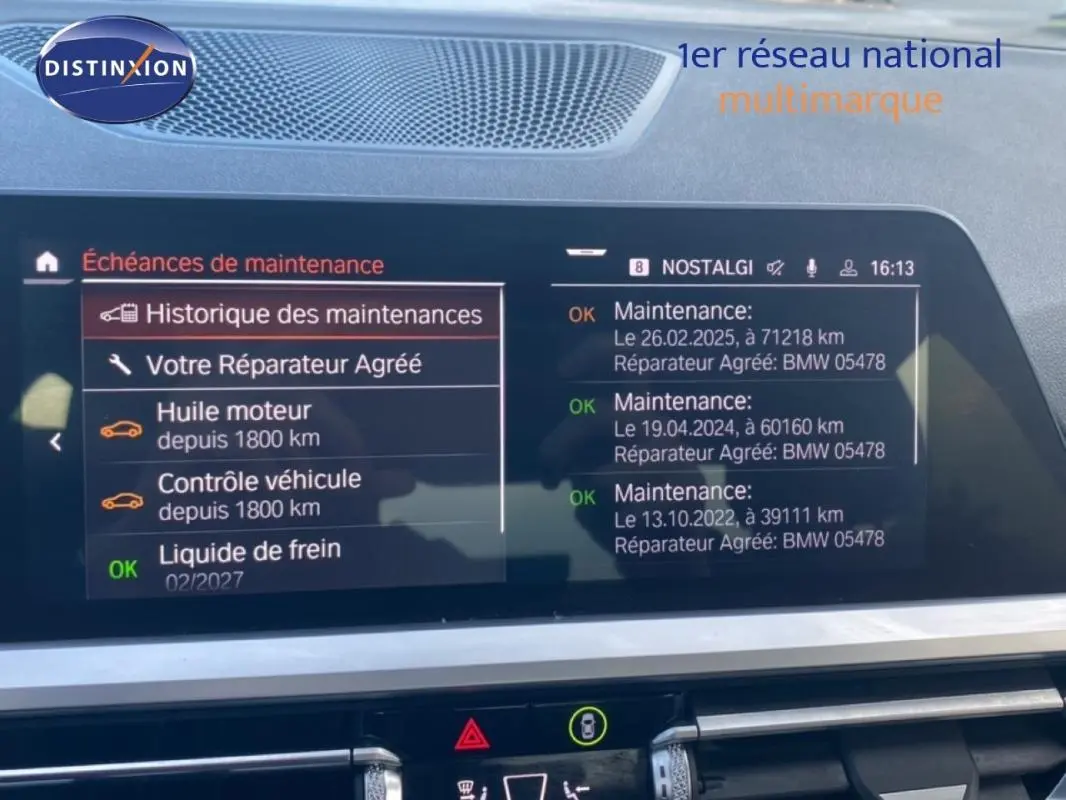 DISTINXION
1er réseau national
multimarque
Échéances de maintenance
Historique des maintenances
Votre Réparateur Agréé
Huile moteur
depuis 1800 km
Contrôle véhicule
depuis 1800 km
OK
Liquide de frein
02/2027
8 NOSTALGI 16:13
OK Maintenance:
Le 26.02.2025, à 71218 km
Réparateur Agréé: BMW 05478
OK Maintenance:
Le 19.04.2024, à 60160 km
Réparateur Agréé: BMW 05478
OK Maintenance:
Le 13.10.2022, à 39111 km
Réparateur Agréé: BMW 05478